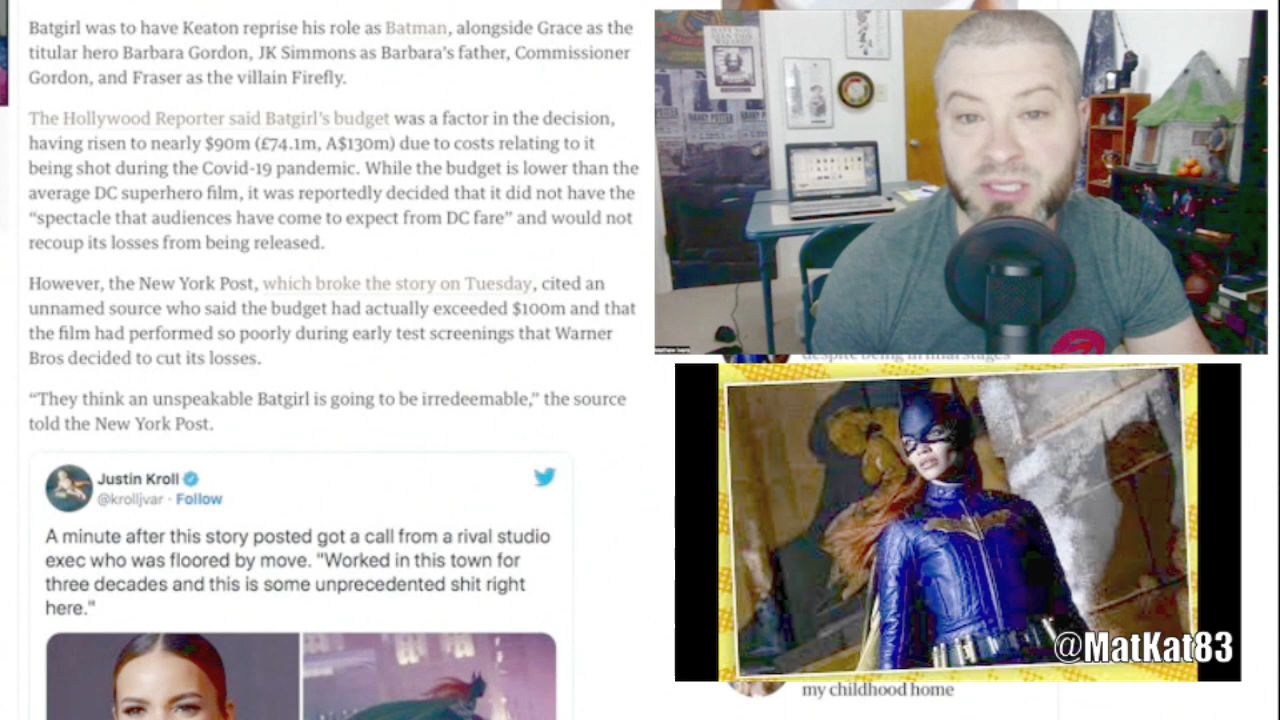 Batgirl was to have Keaton reprise his role as Batman, alongside Grace as the
titular hero Barbara Gordon, JK Simmons as Barbara's father, Commissioner
Gordon, and Fraser as the villain Firefly.
The Hollywood Reporter said Batgirl's budget was a factor in the decision,
having risen to nearly $90m (£74.1m, A$130m) due to costs relating to it
being shot during the Covid-19 pandemic. While the budget is lower than the
average DC superhero film, it was reportedly decided that it did not have the
“spectacle that audiences have come to expect from DC fare” and would not
recoup its losses from being released.
However, the New York Post, which broke the story on Tuesday, cited an
unnamed source who said the budget had actually exceeded $100m and that
the film had performed so poorly during early test screenings that Warner
Bros decided to cut its losses.
“They think an unspeakable Batgirl is going to be irredeemable,” the source
told the New York Post.
Justin Kroll
@krolljvar · Follow
A minute after this story posted got a call from a rival studio
exec who was floored by move. "Worked in this town for
three decades and this is some unprecedented shit right
here."
despite being in final stages
@MatKat83
my childhood home